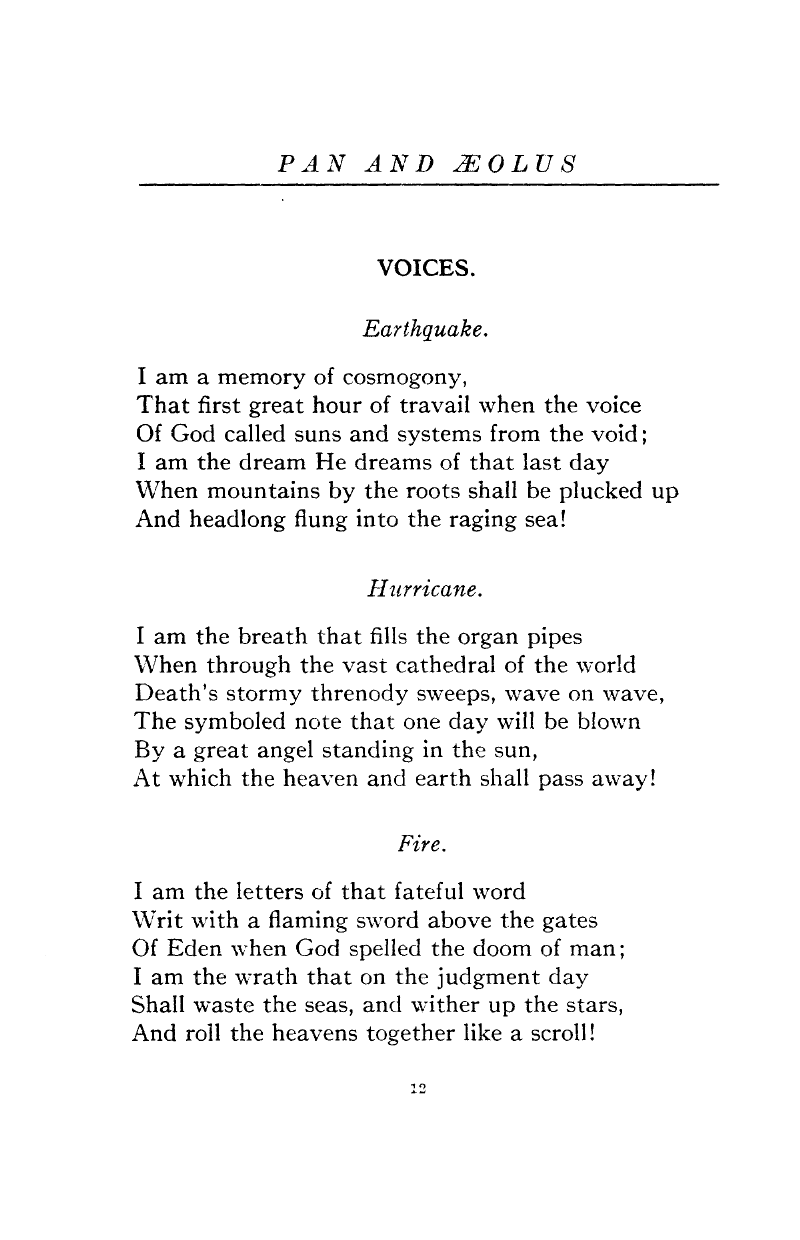 PAN AND ÆOLUS
VOICES.
Earthquake.
I am a memory of cosmogony,
That first great hour of travail when the voice
Of God called suns and systems from the void;
I am the dream He dreams of that last day
When mountains by the roots shall be plucked up
And headlong flung into the raging sea!
Hurricane.
I am the breath that fills the organ pipes
When through the vast cathedral of the world
Death's stormy threnody sweeps, wave on wave,
The symboled note that one day will be blown
By a great angel standing in the sun,
At which the heaven and earth shall pass away!
Fire.
I am the letters of that fateful word
Writ with a flaming sword above the gates
Of Eden when God spelled the doom of man;
I am the wrath that on the judgment day
Shall waste the seas, and wither up the stars,
And roll the heavens together like a scroll!
12